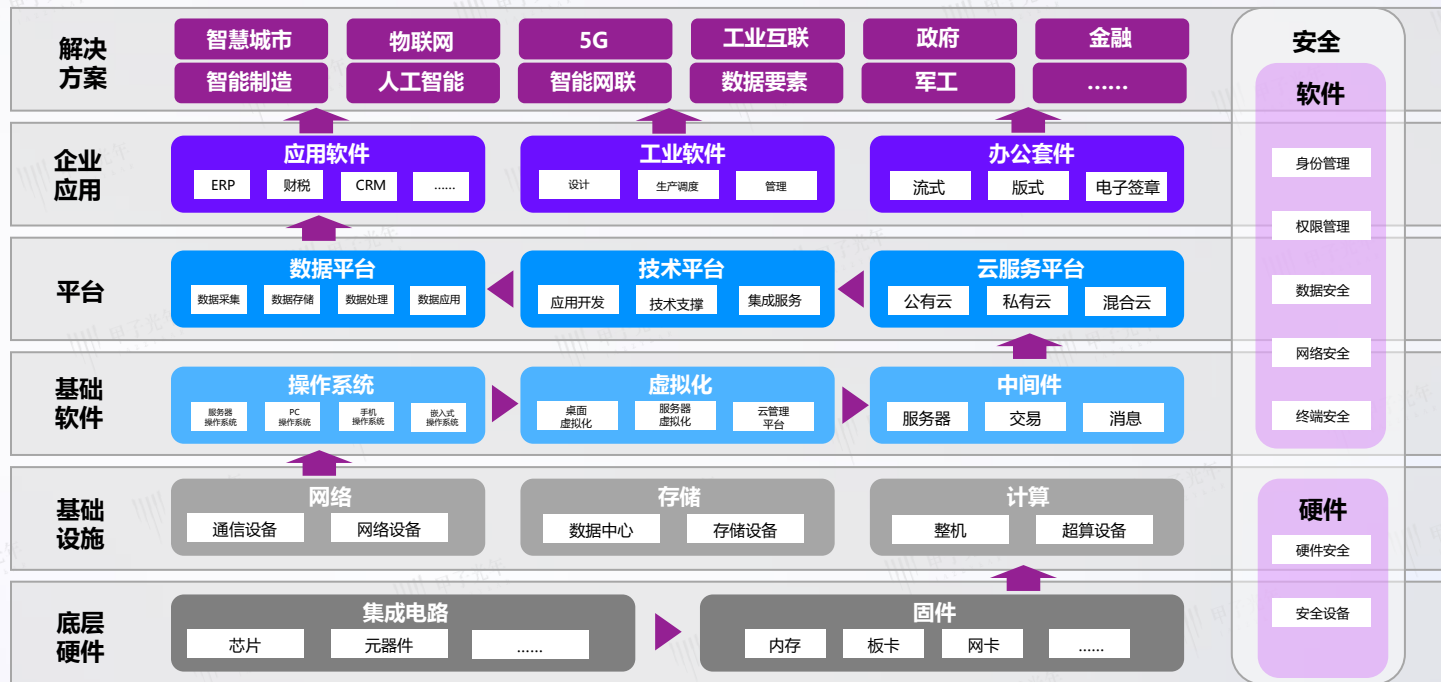 解决
方案
智慧城市
物联网
5G
工业互联
政府
金融
智能制造
人工智能
智能网联
数据要素
军工
……
企业
应用
应用软件
ERP
财税
CRM
……
工业软件
设计
生产调度
管理
办公套件
流式
版式
电子签章
平台
数据平台
数据采集
数据存储
数据处理
数据应用
技术平台
应用开发
技术支撑
集成服务
云服务平台
公有云
私有云
混合云
基础
软件
操作系统
服务器
操作系统
PC
操作系统
手机
操作系统
嵌入式
操作系统
虚拟化
桌面
虚拟化
服务器
虚拟化
云管理
平台
中间件
服务器
交易
消息
基础
设施
网络
通信设备
网络设备
存储
数据中心
存储设备
计算
整机
超算设备
底层
硬件
集成电路
芯片
元器件
……
固件
内存
板卡
网卡
……
安全
软件
身份管理
权限管理
数据安全
网络安全
终端安全
硬件
硬件安全
安全设备
甲子光年